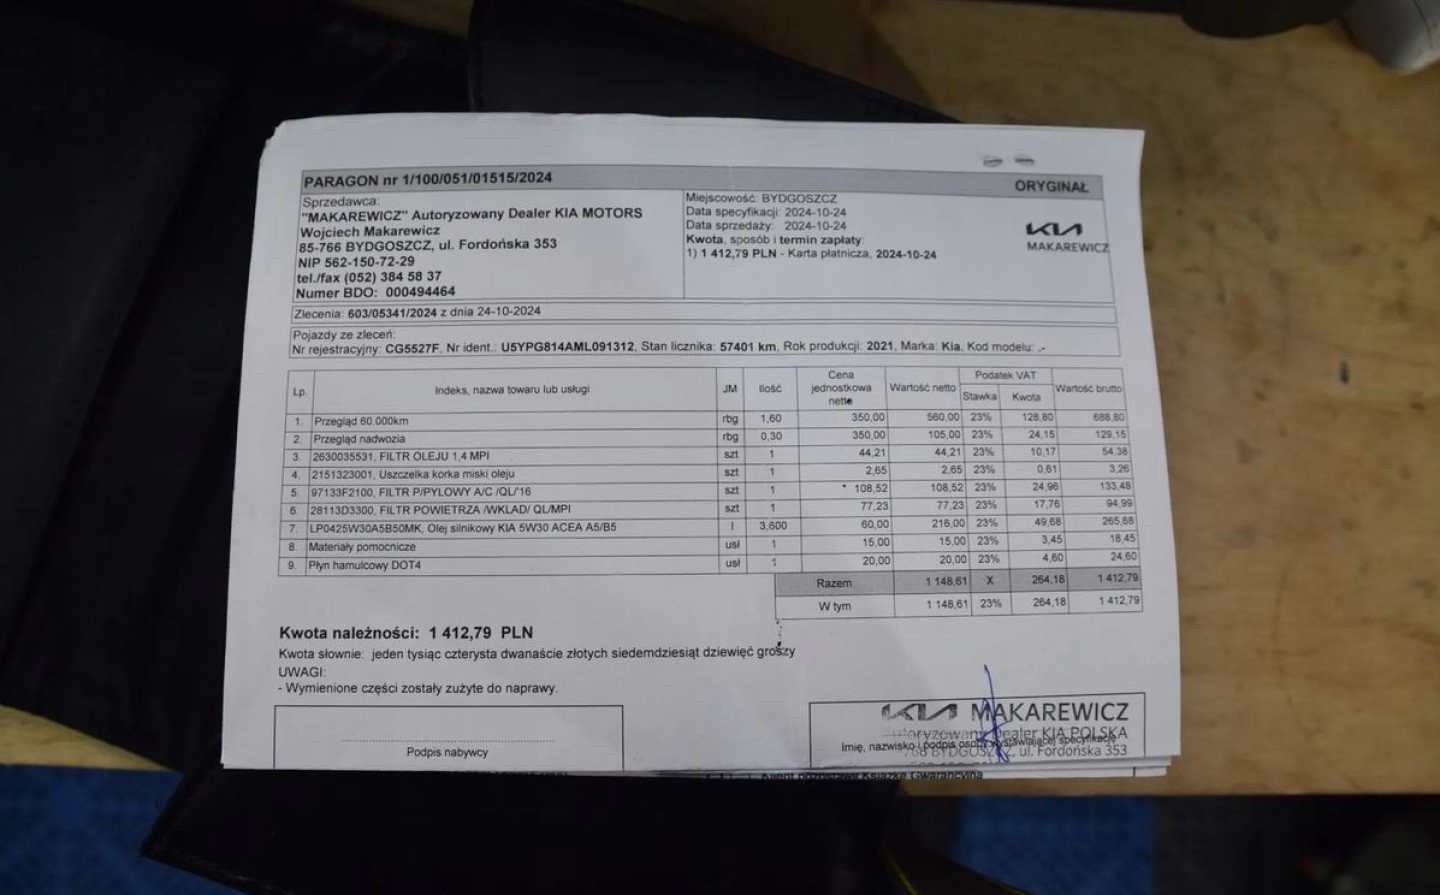 PARAGON nr 1/100/051/01515/2024
ORYGINAŁ
Sprzedawca:
"MAKAREWICZ" Autoryzowany Dealer KIA MOTORS
Wojciech Makarewicz
85-766 BYDGOSZCZ, ul. Fordońska 353
NIP 562-150-72-29
tel./fax (052) 384 58 37
Numer BDO: 000494464
Miejscowość: BYDGOSZCZ
Data specyfikacji: 2024-10-24
Data sprzedaży: 2024-10-24
Kwota, sposób i termin zapłaty:
1) 1 412,79 PLN - Karta płatnicza, 2024-10-24
KIA
MAKAREWICZ
Zlecenia: 603/05341/2024 z dnia 24-10-2024
Pojazdy ze zleceń:
Nr rejestracyjny: CG5527F, Nr ident.: U5YPG814AML091312, Stan licznika: 57401 km, Rok produkcji: 2021, Marka: Kia, Kod modelu: .-
Lp. Indeks, nazwa towaru lub usługi JM Ilość Cena jednostkowa netto Wartość netto Podatek VAT Stawka Kwota Wartość brutto
1. Przegląd 60.000km rbg 1,60 350,00 560,00 23% 128,80 688,80
2. Przegląd nadwozia rbg 0,30 350,00 105,00 23% 24,15 129,15
3. 2630035531, FILTR OLEJU 1,4 MPI szt 1 44,21 44,21 23% 10,17 54,38
4. 2151323001, Uszczelka korka miski oleju szt 1 2,65 2,65 23% 0,61 3,26
5. 97133F2100, FILTR P/PYLOWY A/C /QL/'16 szt 1 108,52 108,52 23% 24,96 133,48
6. 28113D3300, FILTR POWIETRZA /WKLAD/ QL/MPI szt 1 77,23 77,23 23% 17,76 94,99
7. LP0425W30A5B50MK, Olej silnikowy KIA 5W30 ACEA A5/B5 l 3,600 60,00 216,00 23% 49,68 265,68
8. Materiały pomocnicze usł 1 15,00 15,00 23% 3,45 18,45
9. Płyn hamulcowy DOT4 usł 1 20,00 20,00 23% 4,60 24,60
Razem 1 148,61 X 264,18 1 412,79
W tym 1 148,61 23% 264,18 1 412,79
Kwota należności: 1 412,79 PLN
Kwota słownie: jeden tysiąc czterysta dwanaście złotych siedemdziesiąt dziewięć groszy
UWAGI:
- Wymienione części zostały zużyte do naprawy.
Podpis nabywcy
KIA MAKAREWICZ
Dealer KIA POLSKA
Imię, nazwisko i podpis osoby wystawiającej specyfikację
BYDGOSZCZ, ul. Fordońska 353
Klient pozostawił Książkę Gwarancyjną